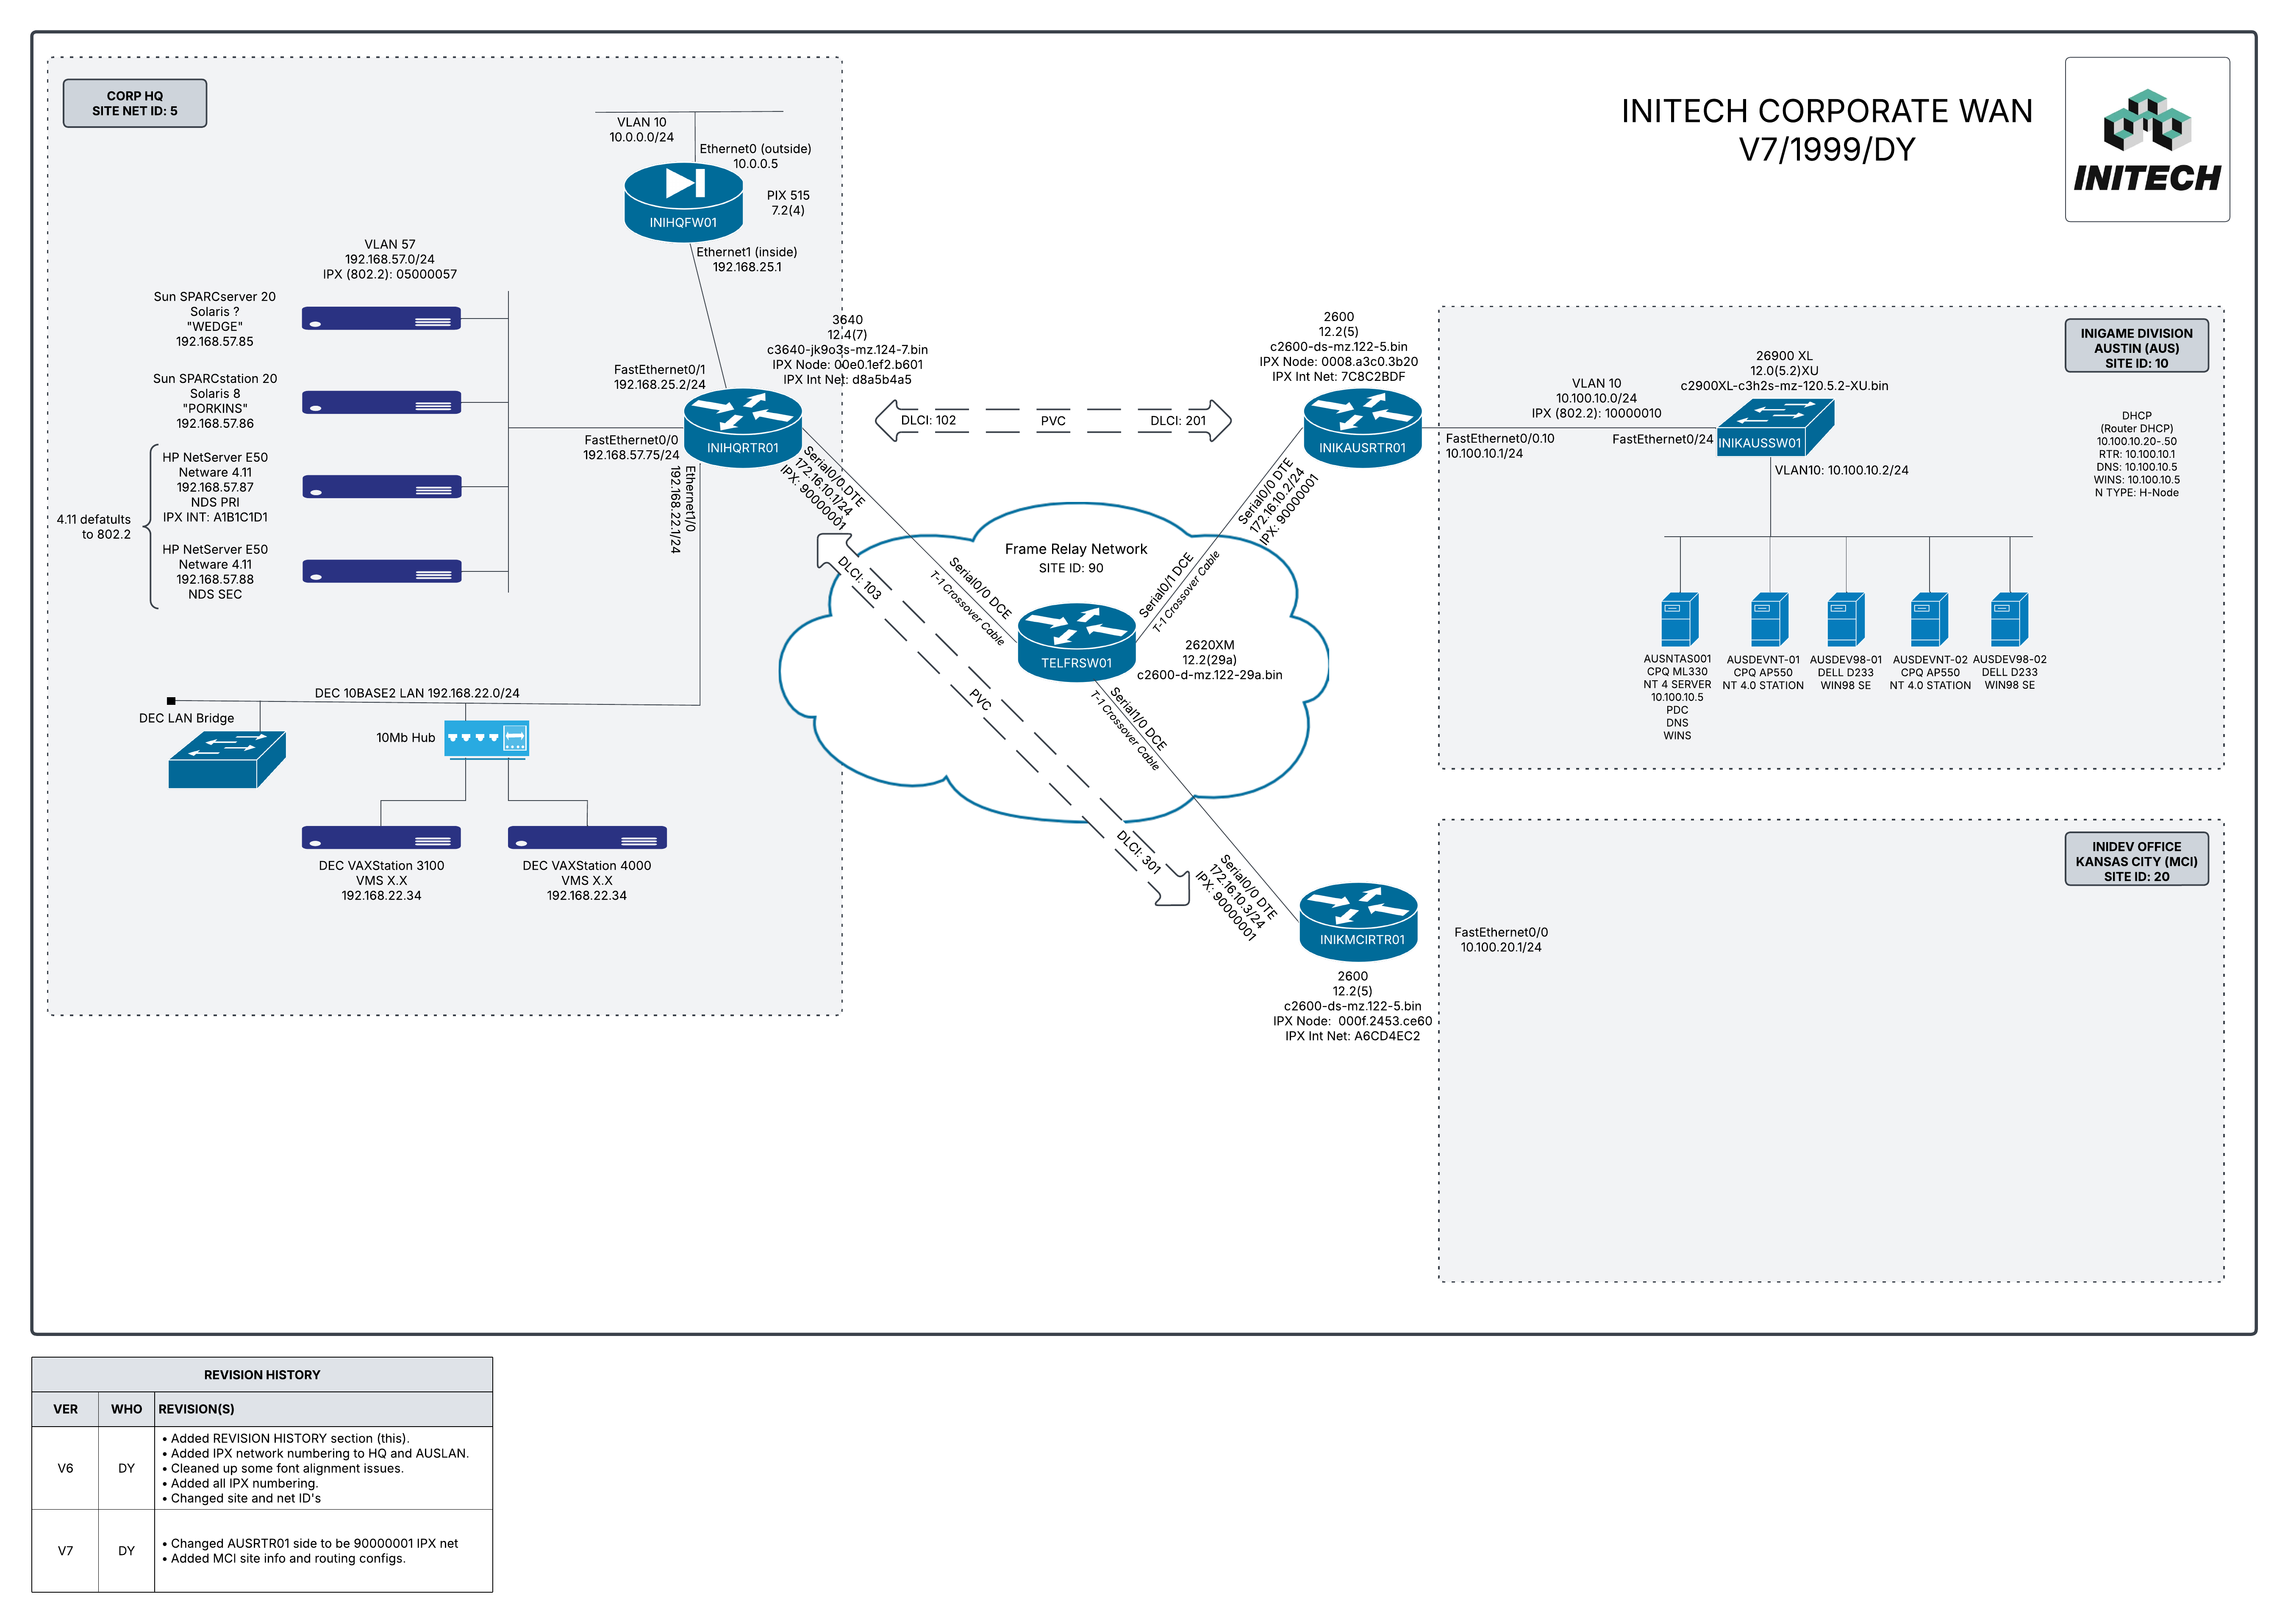 CORP HQ
SITE NET ID: 5
INITECH CORPORATE WAN
V7/1999/DY
INITECH
VLAN 10
10.0.0.0/24
Ethernet0 (outside)
10.0.0.5
PIX 515
7.2(4)
INIHQFW01
Ethernet1 (inside)
192.168.25.1
VLAN 57
192.168.57.0/24
IPX (802.2): 05000057
Sun SPARCserver 20
Solaris ?
"WEDGE"
192.168.57.85
Sun SPARCstation 20
Solaris 8
"PORKINS"
192.168.57.86
HP NetServer E50
Netware 4.11
192.168.57.87
NDS PRI
IPX INT: A1B1C1D1
4.11 defatults
to 802.2
HP NetServer E50
Netware 4.11
192.168.57.88
NDS SEC
3640
12.4(7)
c3640-jk9o3s-mz.124-7.bin
IPX Node: 00e0.1ef2.b601
IPX Int Net: d8a5b4a5
FastEthernet0/1
192.168.25.2/24
FastEthernet0/0
192.168.57.75/24
INIHQRTR01
Ethernet1/0
192.168.22.1/24
Serial0/0 DTE
172.16.10.1/24
IPX: 90000001
DLCI: 102
PVC
DLCI: 201
2600
12.2(5)
c2600-ds-mz.122-5.bin
IPX Node: 0008.a3c0.3b20
IPX Int Net: 7C8C2BDF
INIKAUSRTR01
Serial0/0 DTE
172.16.10.2/24
IPX: 90000001
FastEthernet0/0.10
10.100.10.1/24
VLAN 10
10.100.10.0/24
IPX (802.2): 10000010
FastEthernet0/24
26900 XL
12.0(5.2)XU
c2900XL-c3h2s-mz-120.5.2-XU.bin
INIKAUSSW01
VLAN10: 10.100.10.2/24
INIGAME DIVISION
AUSTIN (AUS)
SITE ID: 10
DHCP
(Router DHCP)
10.100.10.20-.50
RTR: 10.100.10.1
DNS: 10.100.10.5
WINS: 10.100.10.5
N TYPE: H-Node
AUSNTAS001
CPQ ML330
NT 4 SERVER
10.100.10.5
PDC
DNS
WINS
AUSDEVNT-01
CPQ AP550
NT 4.0 STATION
AUSDEV98-01
DELL D233
WIN98 SE
AUSDEVNT-02
CPQ AP550
NT 4.0 STATION
AUSDEV98-02
DELL D233
WIN98 SE
Frame Relay Network
SITE ID: 90
Serial0/0 DCE
T-1 Crossover Cable
Serial0/1 DCE
T-1 Crossover Cable
TELFRSW01
2620XM
12.2(29a)
c2600-d-mz.122-29a.bin
Serial1/0 DCE
T-1 Crossover Cable
DLCI: 103
PVC
DLCI: 301
Serial0/0 DTE
172.16.10.3/24
IPX: 90000001
INIKMCIRTR01
2600
12.2(5)
c2600-ds-mz.122-5.bin
IPX Node: 000f.2453.ce60
IPX Int Net: A6CD4EC2
FastEthernet0/0
10.100.20.1/24
INIDEV OFFICE
KANSAS CITY (MCI)
SITE ID: 20
DEC 10BASE2 LAN 192.168.22.0/24
DEC LAN Bridge
10Mb Hub
DEC VAXStation 3100
VMS X.X
192.168.22.34
DEC VAXStation 4000
VMS X.X
192.168.22.34
REVISION HISTORY
VER WHO REVISION(S)
V6 DY
• Added REVISION HISTORY section (this).
• Added IPX network numbering to HQ and AUSLAN.
• Cleaned up some font alignment issues.
• Added all IPX numbering.
• Changed site and net ID's
V7 DY
• Changed AUSRTR01 side to be 90000001 IPX net
• Added MCI site info and routing configs.